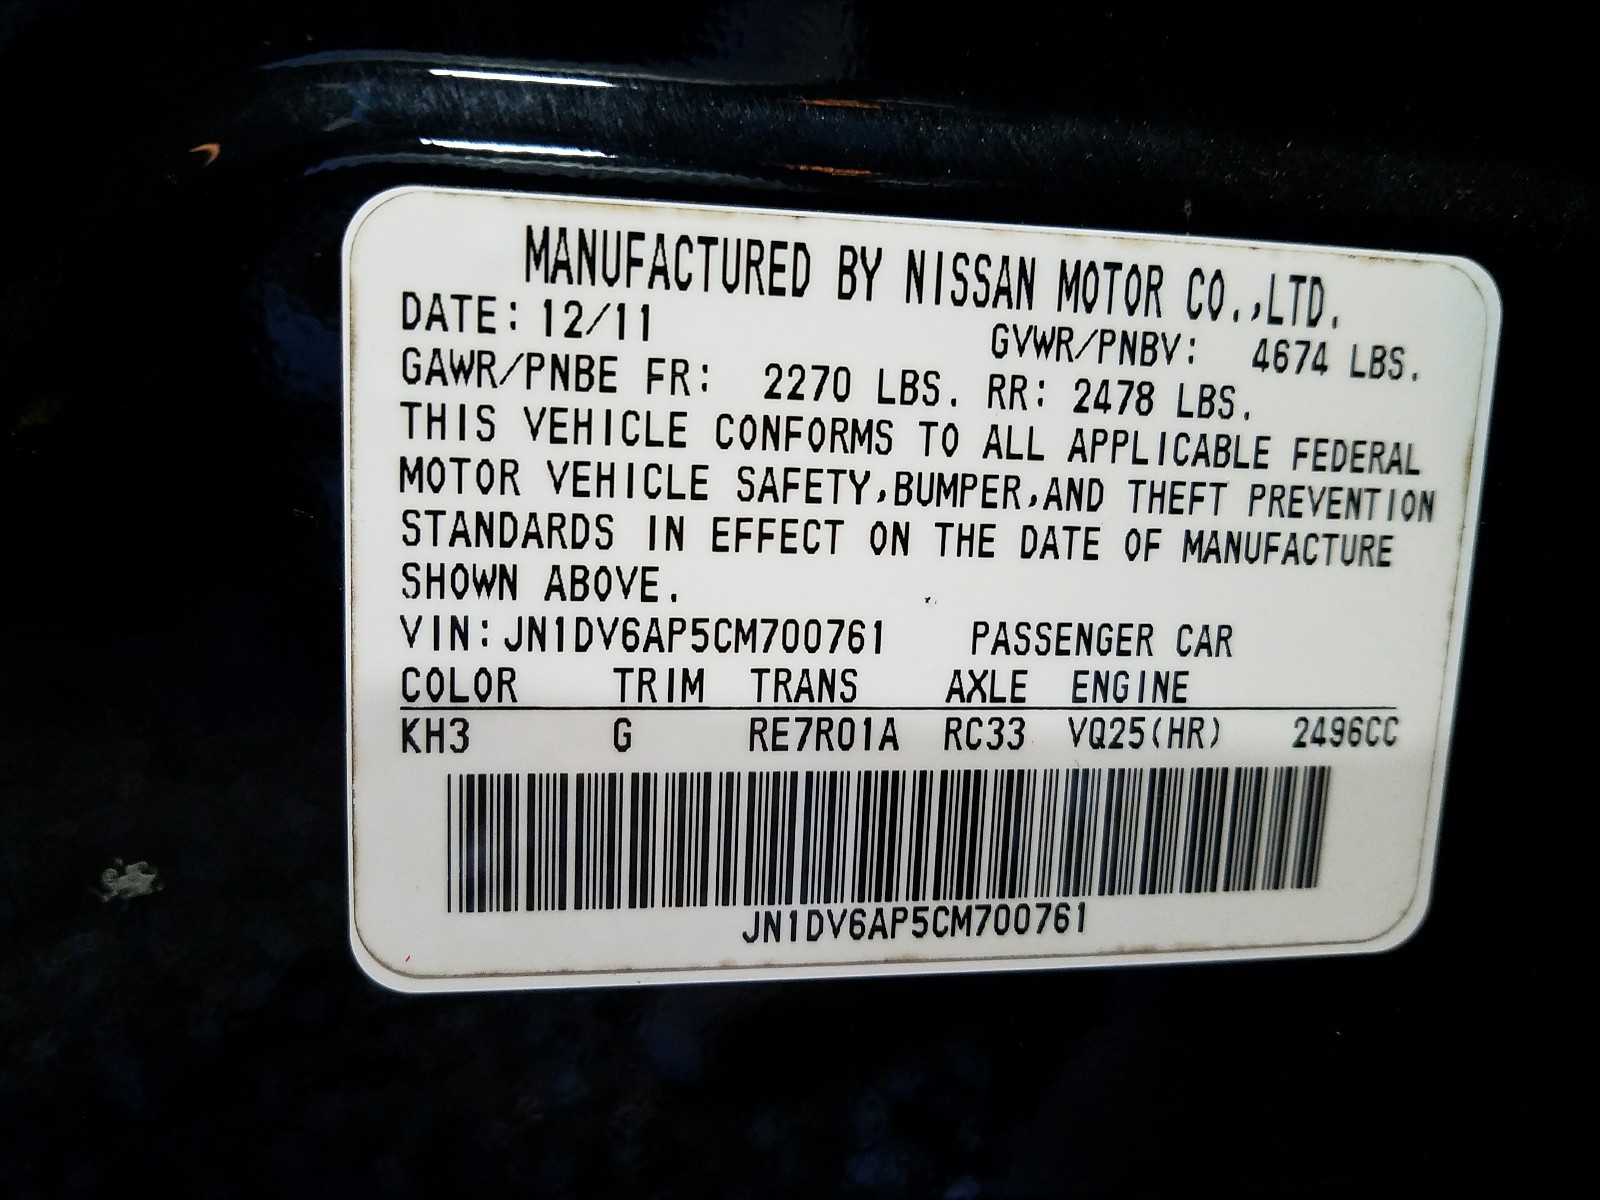 MANUFACTURED BY NISSAN MOTOR CO.,LTD.
DATE: 12/11 GVWR/PNBV: 4674 LBS.
GAWR/PNBE FR: 2270 LBS. RR: 2478 LBS.
THIS VEHICLE CONFORMS TO ALL APPLICABLE FEDERAL
MOTOR VEHICLE SAFETY,BUMPER,AND THEFT PREVENTION
STANDARDS IN EFFECT ON THE DATE OF MANUFACTURE
SHOWN ABOVE.
VIN:JN1DV6AP5CM700761 PASSENGER CAR
COLOR TRIM TRANS AXLE ENGINE
KH3 G RE7R01A RC33 VQ25(HR) 2496CC
JN1DV6AP5CM700761